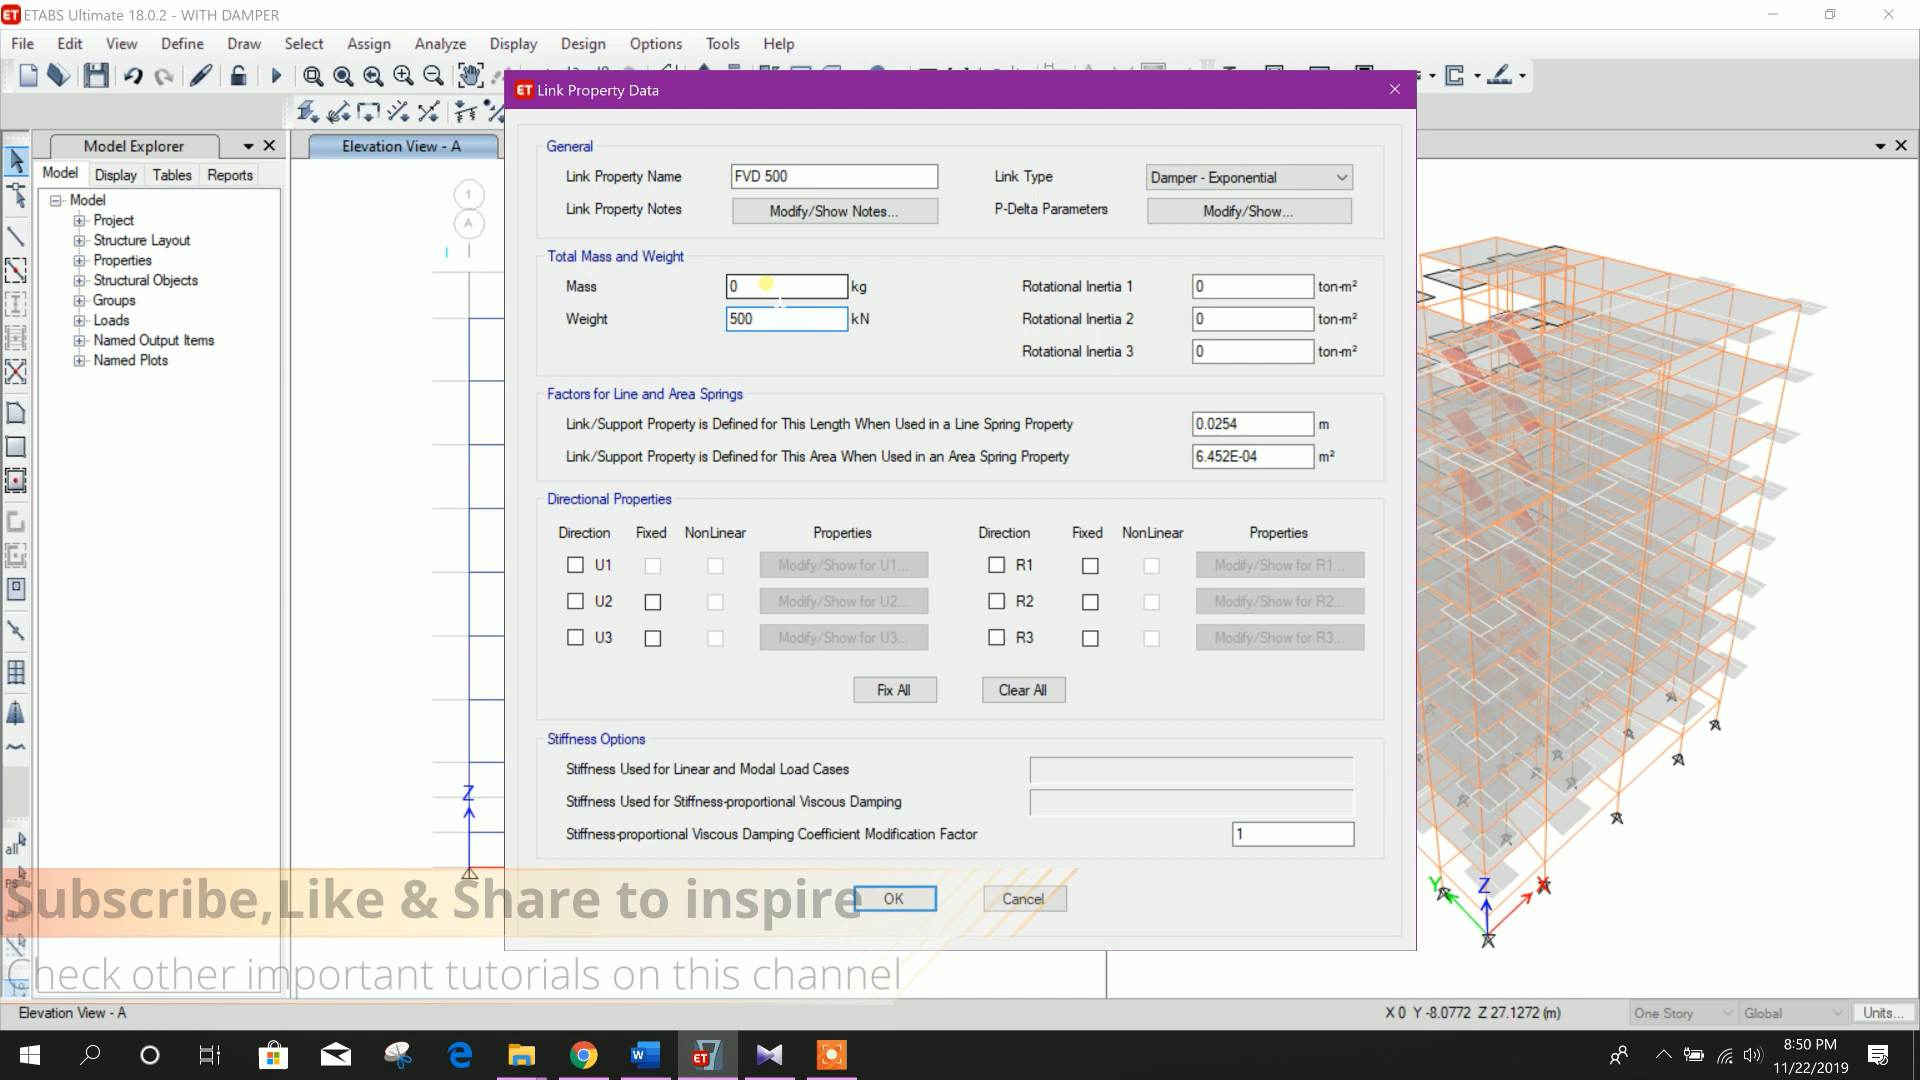 ETABS Ultimate 18.0.2 - WITH DAMPER
File Edit View Define Draw Select Assign Analyze Display Design Options Tools Help
Link Property Data
Model Explorer
Elevation View - A
Model Display Tables Reports
Model
Project
Structure Layout
Properties
Structural Objects
Groups
Loads
Named Output Items
Named Plots
1
A
General
Link Property Name FVD 500 Link Type Damper - Exponential
Link Property Notes Modify/Show Notes... P-Delta Parameters Modify/Show...
Total Mass and Weight
Mass 0 kg Rotational Inertia 1 0 ton-m²
Weight 500 kN Rotational Inertia 2 0 ton-m²
Rotational Inertia 3 0 ton-m²
Factors for Line and Area Springs
Link/Support Property is Defined for This Length When Used in a Line Spring Property 0.0254 m
Link/Support Property is Defined for This Area When Used in an Area Spring Property 6.452E-04 m²
Directional Properties
Direction Fixed NonLinear Properties Direction Fixed NonLinear Properties
U1 Modify/Show for U1... R1 Modify/Show for R1...
U2 Modify/Show for U2... R2 Modify/Show for R2...
U3 Modify/Show for U3... R3 Modify/Show for R3...
Fix All Clear All
Stiffness Options
Stiffness Used for Linear and Modal Load Cases
Stiffness Used for Stiffness-proportional Viscous Damping
Stiffness-proportional Viscous Damping Coefficient Modification Factor 1
OK Cancel
Z
Y Z X
all
Subscribe,Like & Share to inspire
Check other important tutorials on this channel
Elevation View - A X 0 Y -8.0772 Z 27.1272 (m) One Story Global Units...
8:50 PM
11/22/2019